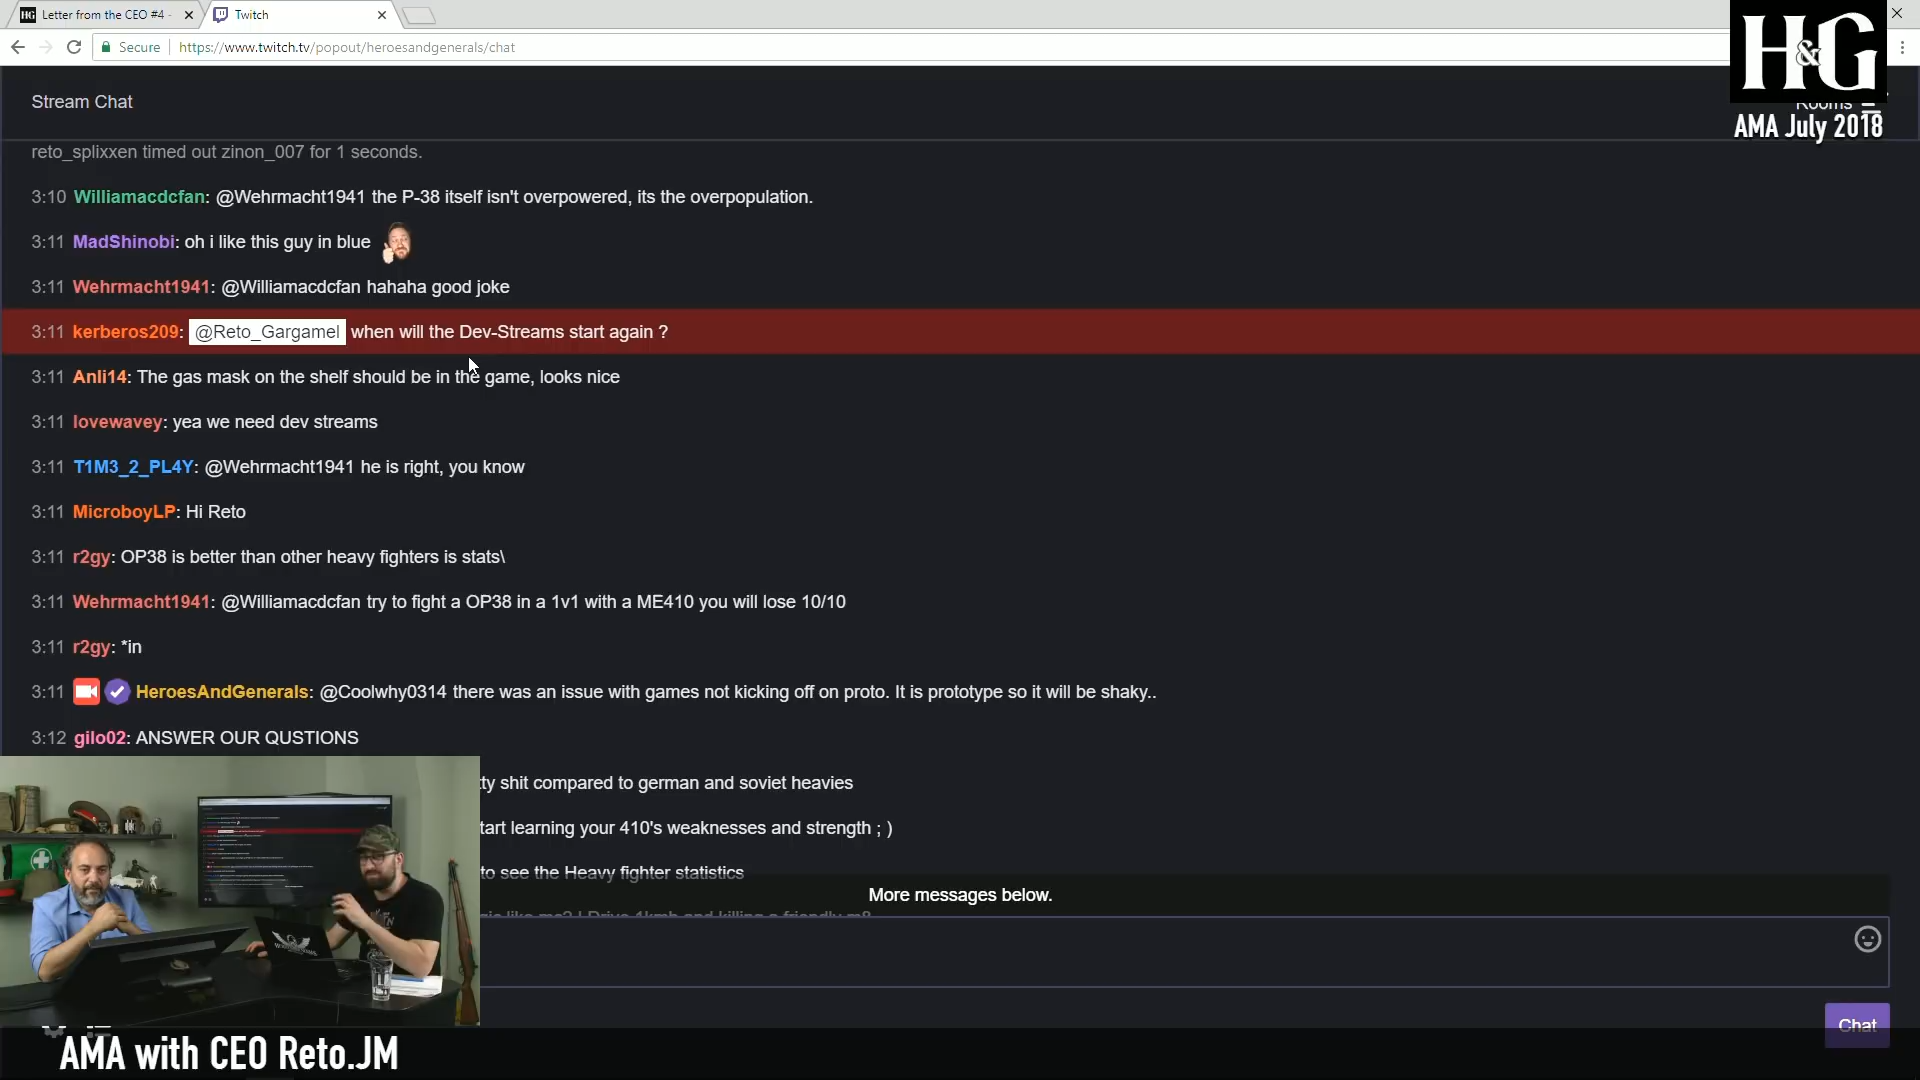 Letter from the CEO #4 -
Twitch
Secure
https://www.twitch.tv/popout/heroesandgenerals/chat
H&G
Stream Chat
Rooms
AMA July 2018
reto_splixxen timed out zinon_007 for 1 seconds.
3:10 Williamacdcfan: @Wehrmacht1941 the P-38 itself isn't overpowered, its the overpopulation.
3:11 MadShinobi: oh i like this guy in blue
3:11 Wehrmacht1941: @Williamacdcfan hahaha good joke
3:11 kerberos209: @Reto_Gargamel when will the Dev-Streams start again ?
3:11 Anli14: The gas mask on the shelf should be in the game, looks nice
3:11 lovewavey: yea we need dev streams
3:11 T1M3_2_PL4Y: @Wehrmacht1941 he is right, you know
3:11 MicroboyLP: Hi Reto
3:11 r2gy: OP38 is better than other heavy fighters is stats\
3:11 Wehrmacht1941: @Williamacdcfan try to fight a OP38 in a 1v1 with a ME410 you will lose 10/10
3:11 r2gy: *in
3:11 HeroesAndGenerals: @Coolwhy0314 there was an issue with games not kicking off on proto. It is prototype so it will be shaky..
3:12 gilo02: ANSWER OUR QUSTIONS
tty shit compared to german and soviet heavies
tart learning your 410's weaknesses and strength ; )
to see the Heavy fighter statistics
More messages below.
Chat
AMA with CEO Reto.JM